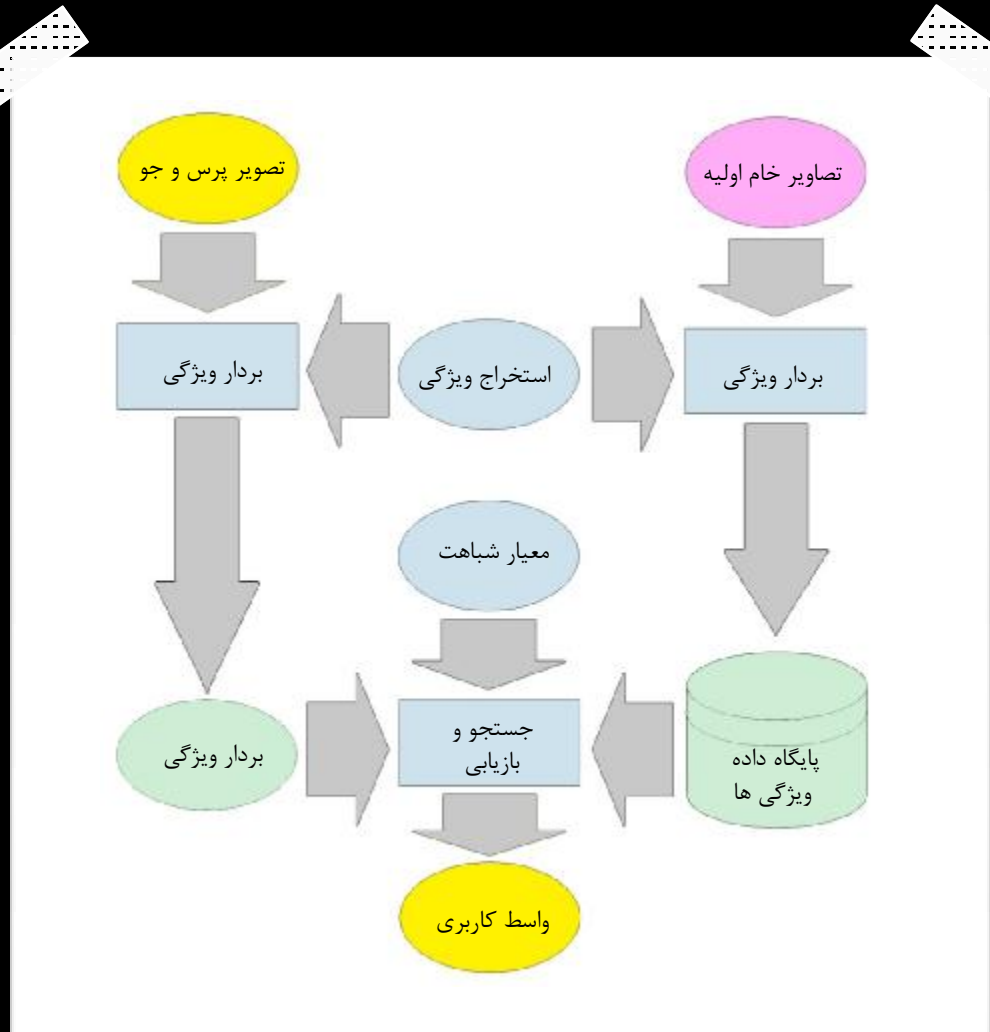 تصاویر خام اولیه
تصویر پرس و جو
بردار ویژگی
استخراج ویژگی
بردار ویژگی
معیار شباهت
پایگاه داده
ویژگی ها
جستجو و
بازیابی
بردار ویژگی
واسط کاربری